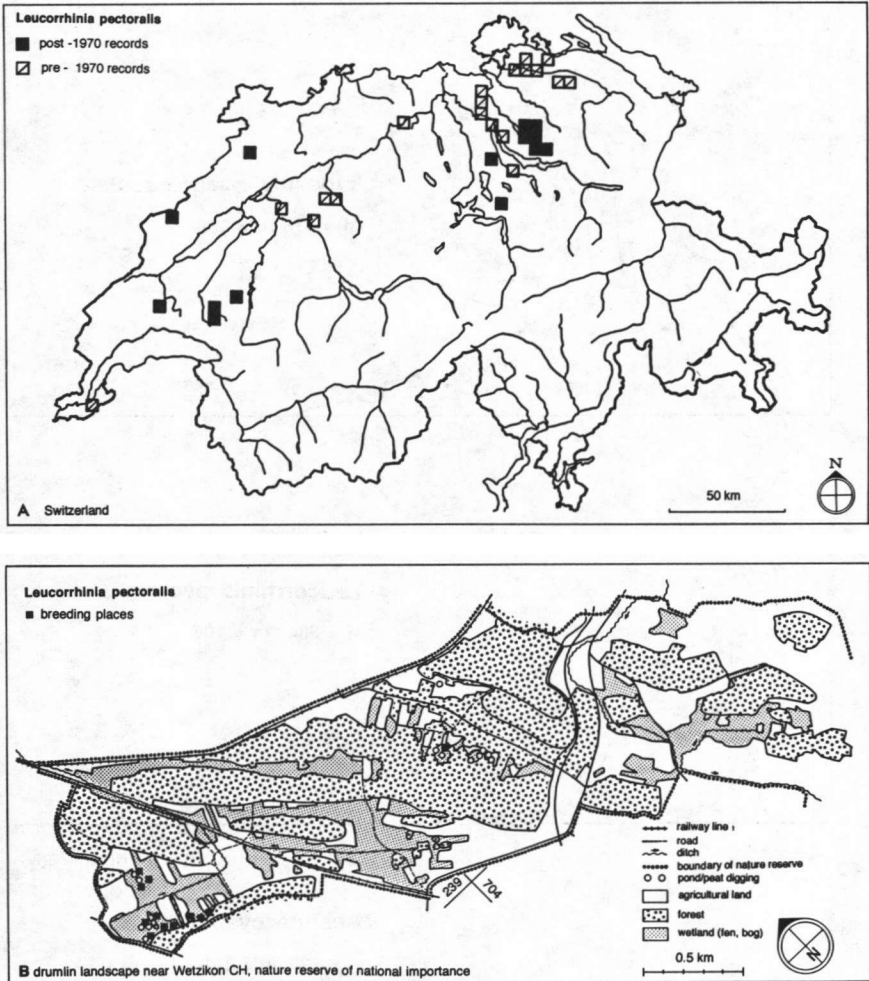 Leucorrhinia pectoralis
post -1970 records
pre - 1970 records
N
50 km
A Switzerland
Leucorrhinia pectoralis
breeding places
239
704
railway line
road
ditch
boundary of nature reserve
pond/peat digging
agricultural land
forest
wetland (fen, bog)
0.5 km
N
B drumlin landscape near Wetzikon CH, nature reserve of national importance